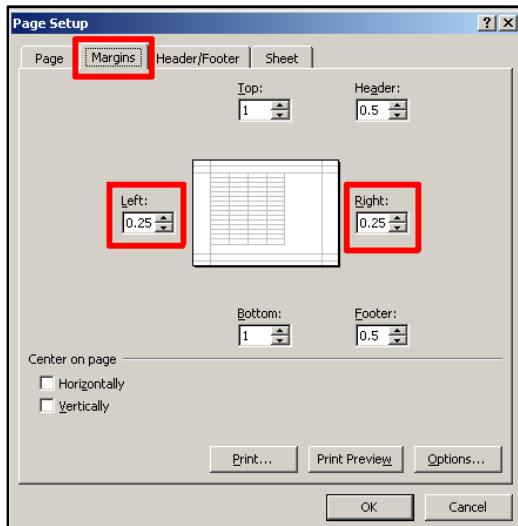 Page Setup
Page Margins Header/Footer Sheet
Top: Header:
1 0.5
Left: Right:
0.25 0.25
Bottom: Footer:
1 0.5
Center on page
Horizontally
Vertically
Print... Print Preview Options...
OK Cancel